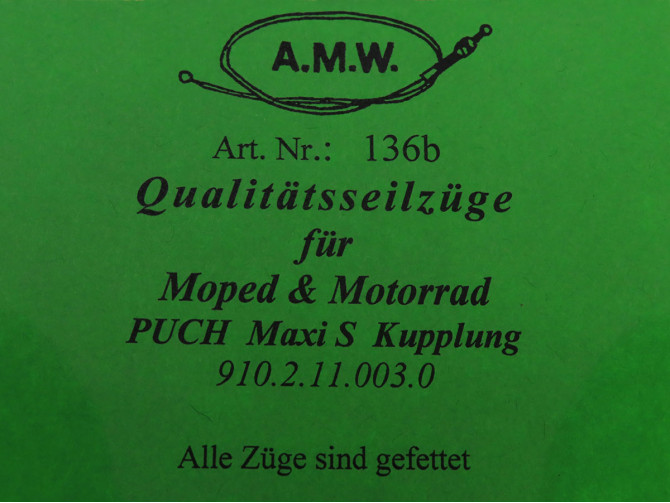 A.M.W.
Art. Nr.: 136b
Qualitätsseilzüge
für
Moped & Motorrad
PUCH Maxi S Kupplung
910.2.11.003.0
Alle Züge sind gefettet